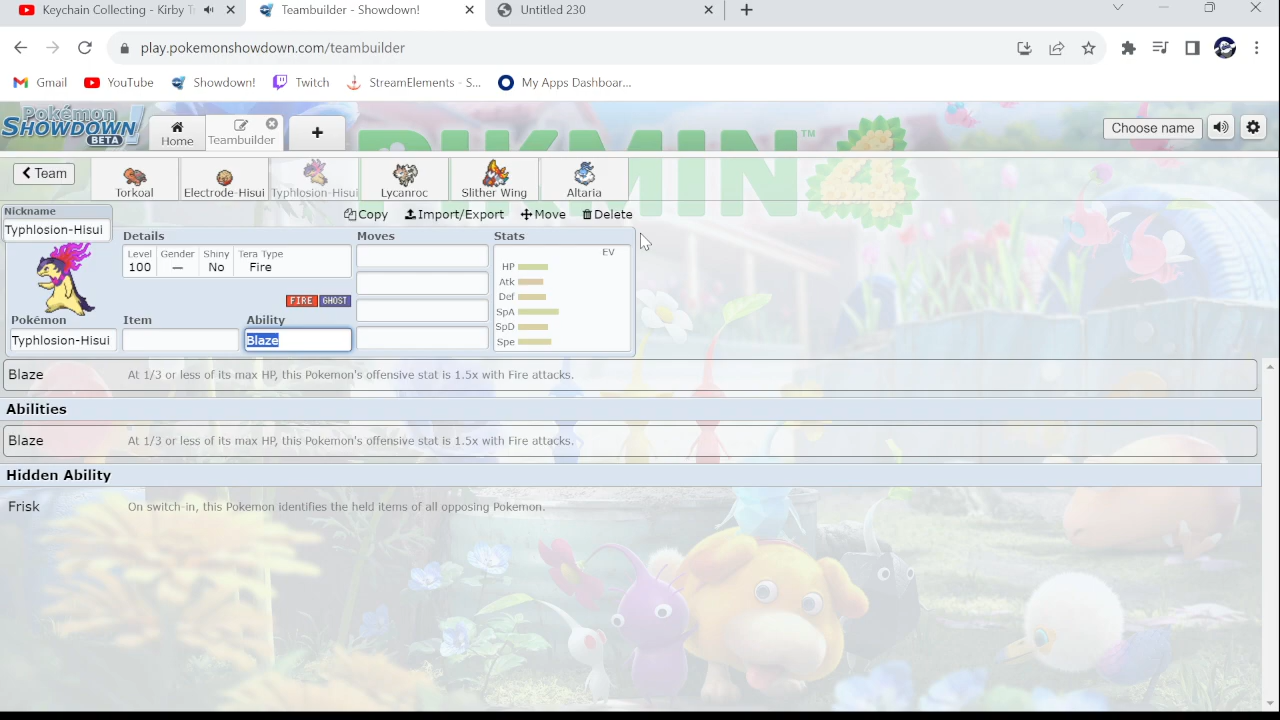 Keychain Collecting - Kirby T
Teambuilder - Showdown!
Untitled 230
play.pokemonshowdown.com/teambuilder
Gmail
YouTube
Showdown!
Twitch
StreamElements - S...
My Apps Dashboar...
Pokémon
SHOWDOWN!
BETA
Home
Teambuilder
PIKMIN 4
TM
Choose name
Team
Torkoal
Electrode-Hisui
Typhlosion-Hisui
Lycanroc
Slither Wing
Altaria
Nickname
Typhlosion-Hisui
Copy
Import/Export
Move
Delete
Details
Moves
Stats
Level
Gender
Shiny
Tera Type
100
—
No
Fire
EV
HP
Atk
Def
SpA
SpD
Spe
FIRE
GHOST
Pokémon
Item
Ability
Typhlosion-Hisui
Blaze
Blaze At 1/3 or less of its max HP, this Pokemon's offensive stat is 1.5x with Fire attacks.
Abilities
Blaze At 1/3 or less of its max HP, this Pokemon's offensive stat is 1.5x with Fire attacks.
Hidden Ability
Frisk On switch-in, this Pokemon identifies the held items of all opposing Pokemon.